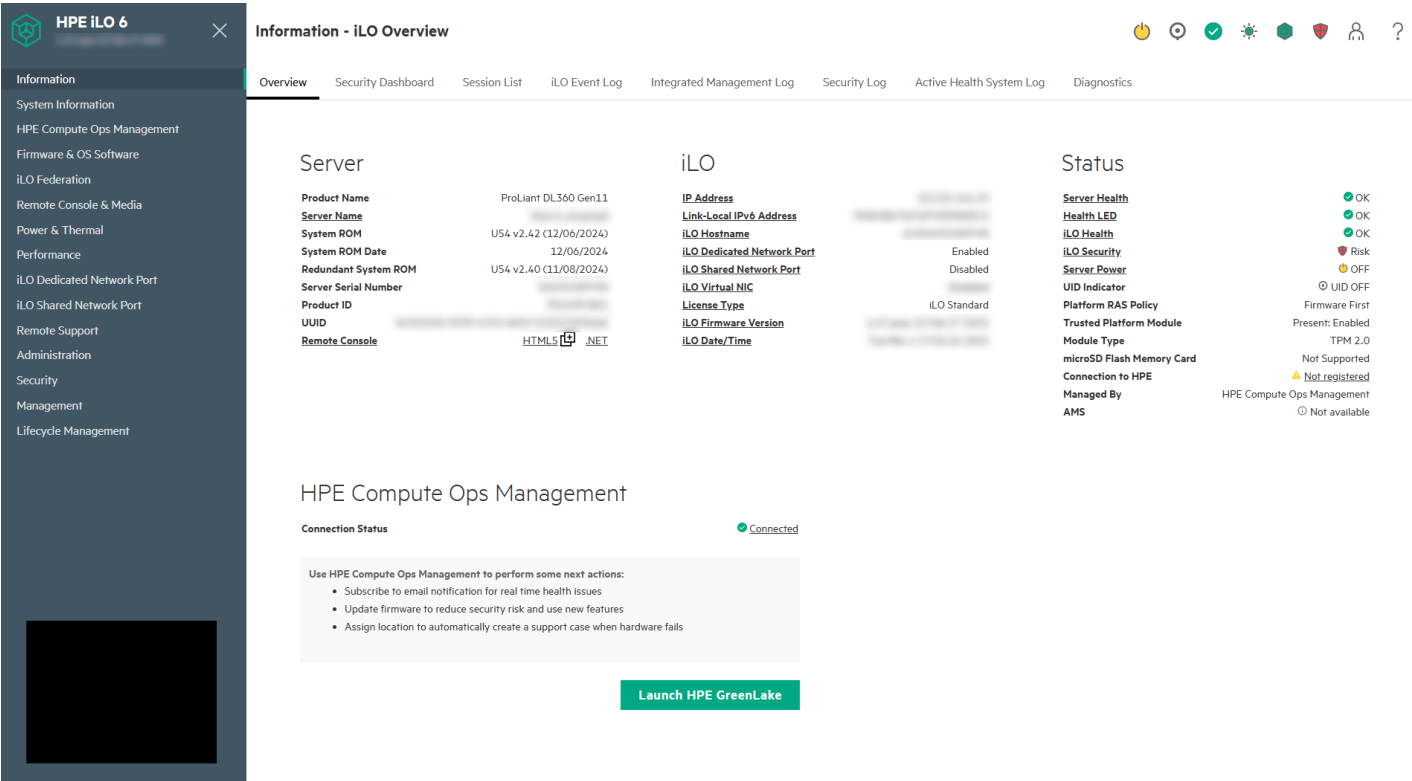 HPE iLO 6
Information - iLO Overview
Information
System Information
HPE Compute Ops Management
Firmware & OS Software
iLO Federation
Remote Console & Media
Power & Thermal
Performance
iLO Dedicated Network Port
iLO Shared Network Port
Remote Support
Administration
Security
Management
Lifecycle Management
Overview Security Dashboard Session List iLO Event Log Integrated Management Log Security Log Active Health System Log Diagnostics
Server
Product Name ProLiant DL360 Gen11
Server Name
System ROM U54 v2.42 (12/06/2024)
System ROM Date 12/06/2024
Redundant System ROM U54 v2.40 (11/08/2024)
Server Serial Number
Product ID
UUID
Remote Console HTML5 .NET
iLO
IP Address
Link-Local IPv6 Address
iLO Hostname
iLO Dedicated Network Port Enabled
iLO Shared Network Port Disabled
iLO Virtual NIC
License Type iLO Standard
iLO Firmware Version
iLO Date/Time
Status
Server Health OK
Health LED OK
iLO Health OK
iLO Security Risk
Server Power OFF
UID Indicator UID OFF
Platform RAS Policy Firmware First
Trusted Platform Module Present: Enabled
Module Type TPM 2.0
microSD Flash Memory Card Not Supported
Connection to HPE Not registered
Managed By HPE Compute Ops Management
AMS Not available
HPE Compute Ops Management
Connection Status Connected
Use HPE Compute Ops Management to perform some next actions:
• Subscribe to email notification for real time health issues
• Update firmware to reduce security risk and use new features
• Assign location to automatically create a support case when hardware fails
Launch HPE GreenLake